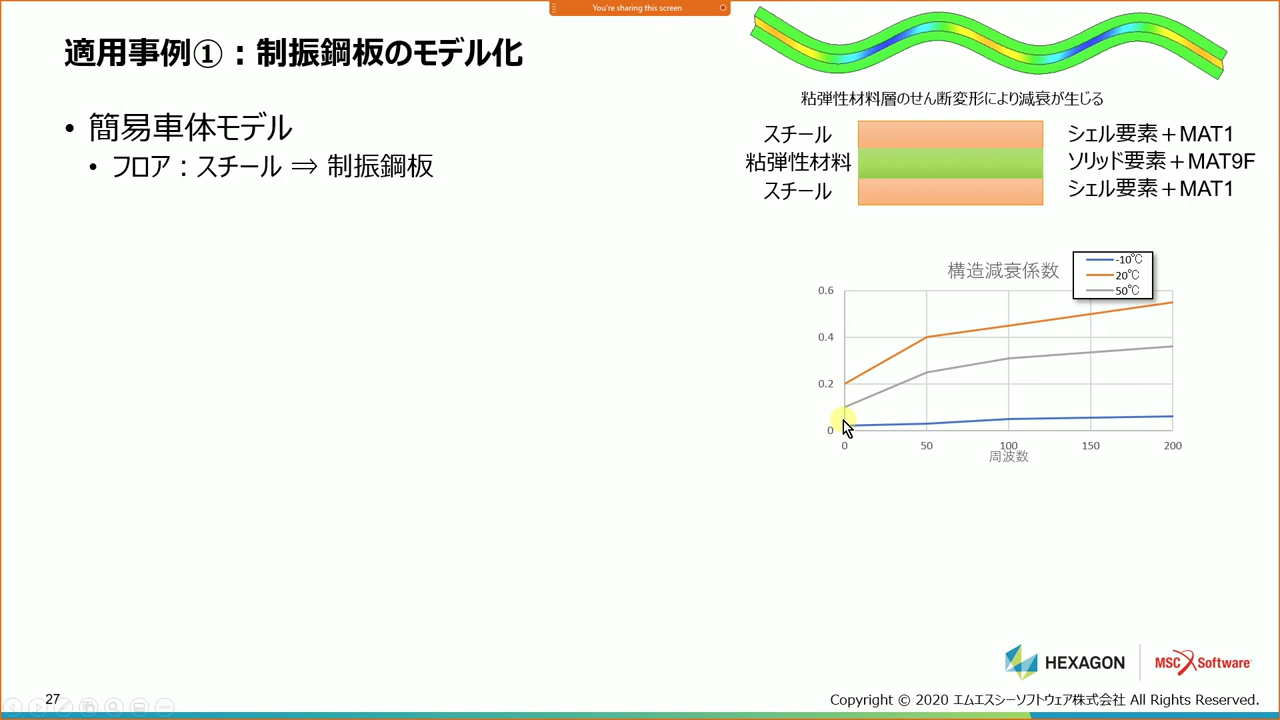 You're sharing this screen
適用事例①：制振鋼板のモデル化
• 簡易車体モデル
• フロア：スチール ⇒ 制振鋼板
粘弾性材料層のせん断変形により減衰が生じる
スチール シェル要素＋MAT1
粘弾性材料 ソリッド要素＋MAT9F
スチール シェル要素＋MAT1
構造減衰係数
-10℃
20℃
50℃
0.6
0.4
0.2
0
0 50 100 150 200
周波数
HEXAGON MSC Software
27
Copyright © 2020 エムエスシーソフトウェア株式会社 All Rights Reserved.